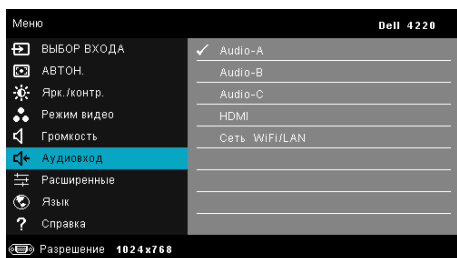 Меню Dell 4220
ВЫБОР ВХОДА
АВТОН.
Ярк./контр.
Режим видео
Громкость
Аудиовход
Расширенные
Язык
Справка
Audio-A
Audio-B
Audio-C
HDMI
Сеть WiFi/LAN
Разрешение 1024x768